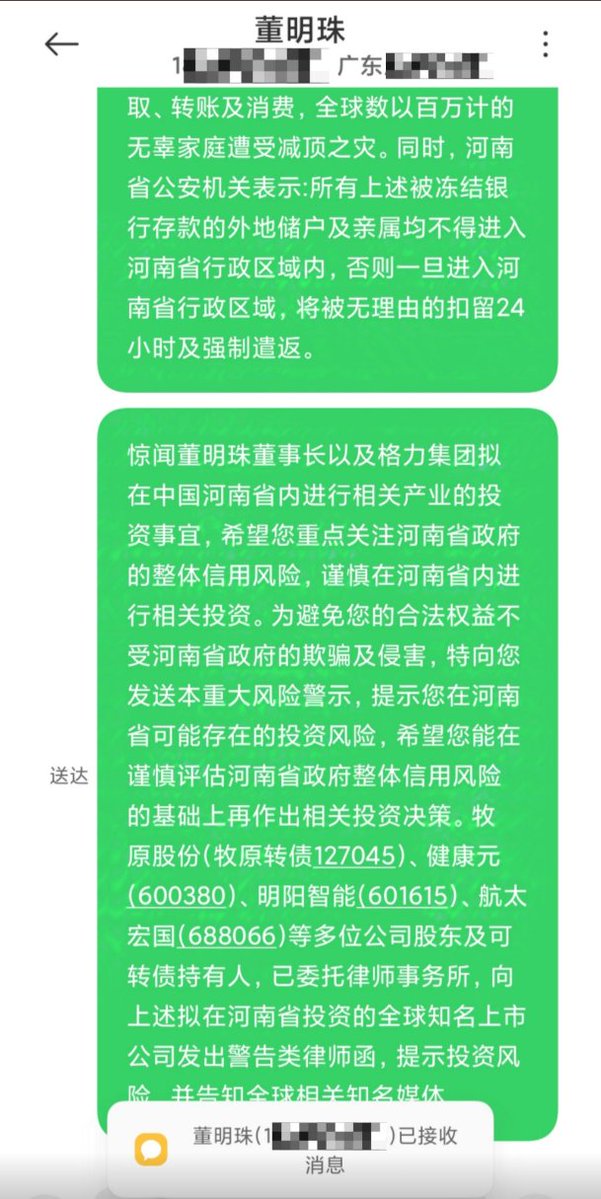 董明珠
1 广东
取、转账及消费，全球数以百万计的
无辜家庭遭受减顶之灾。同时，河南
省公安机关表示:所有上述被冻结银
行存款的外地储户及亲属均不得进入
河南省行政区域内，否则一旦进入河
南省行政区域，将被无理由的扣留24
小时及强制遣返。
惊闻董明珠董事长以及格力集团拟
在中国河南省内进行相关产业的投
资事宜，希望您重点关注河南省政府
的整体信用风险，谨慎在河南省内进
行相关投资。为避免您的合法权益不
受河南省政府的欺骗及侵害，特向您
发送本重大风险警示，提示您在河南
省可能存在的投资风险，希望您能在
送达
谨慎评估河南省政府整体信用风险
的基础上再作出相关投资决策。牧
原股份(牧原转债127045)、健康元
(600380)、明阳智能(601615)、航太
宏国(688066)等多位公司股东及可
转债持有人，已委托律师事务所，向
上述拟在河南省投资的全球知名上市
公司发出警告类律师函，提示投资风
险，并告知全球相关知名媒体
董明珠(1 )已接收
消息